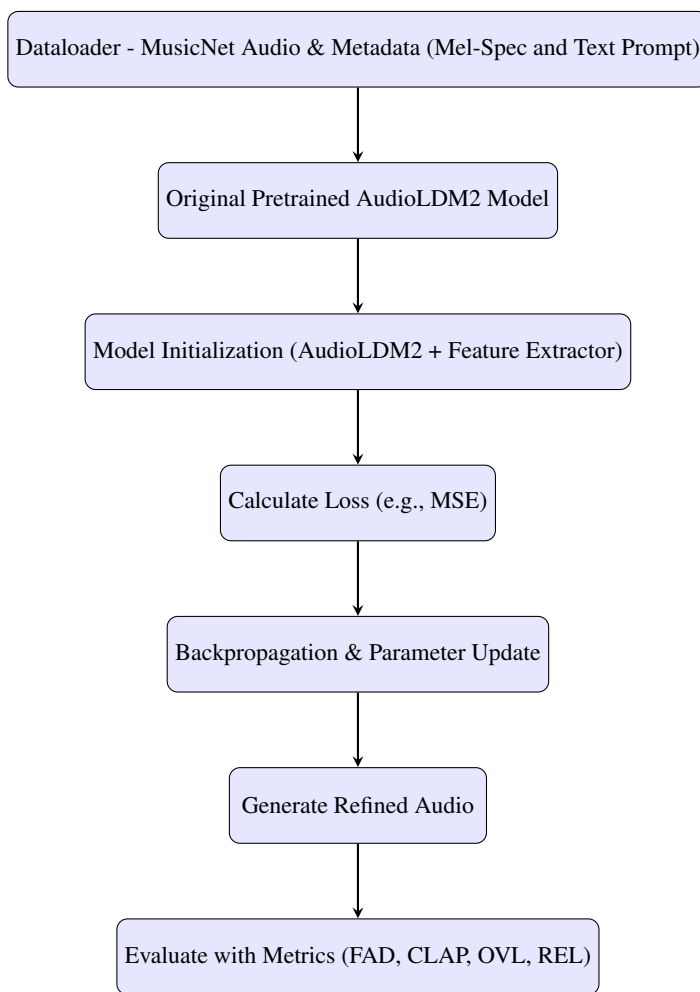 Dataloader - MusicNet Audio & Metadata (Mel-Spec and Text Prompt)
Original Pretrained AudioLDM2 Model
Model Initialization (AudioLDM2 + Feature Extractor)
Calculate Loss (e.g., MSE)
Backpropagation & Parameter Update
Generate Refined Audio
Evaluate with Metrics (FAD, CLAP, OVL, REL)